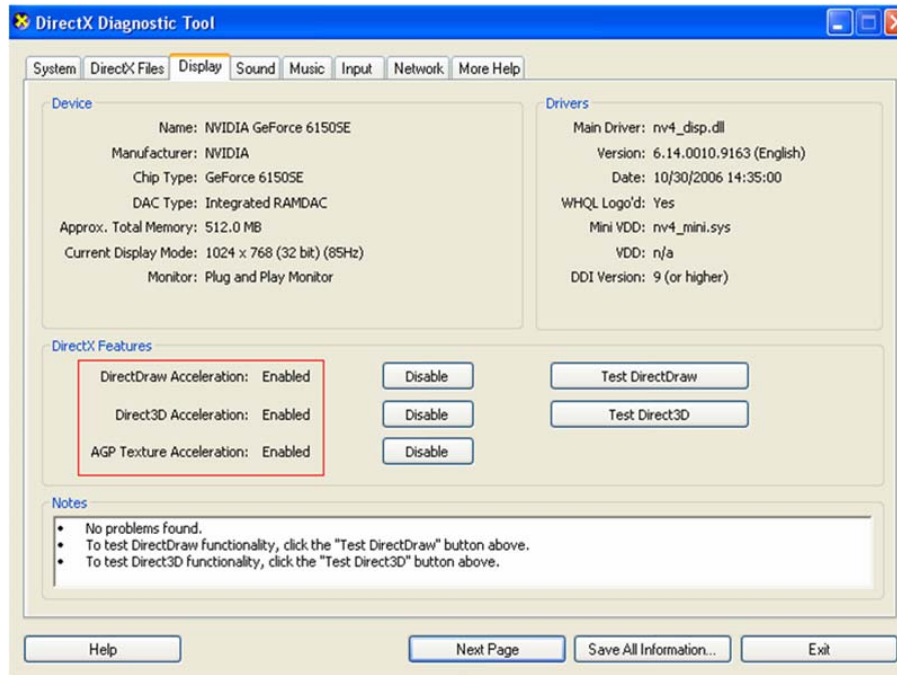 DirectX Diagnostic Tool
System DirectX Files Display Sound Music Input Network More Help
Device
Name: NVIDIA GeForce 6150SE
Manufacturer: NVIDIA
Chip Type: GeForce 6150SE
DAC Type: Integrated RAMDAC
Approx. Total Memory: 512.0 MB
Current Display Mode: 1024 x 768 (32 bit) (85Hz)
Monitor: Plug and Play Monitor
Drivers
Main Driver: nv4_disp.dll
Version: 6.14.0010.9163 (English)
Date: 10/30/2006 14:35:00
WHQL Logo'd: Yes
Mini VDD: nv4_mini.sys
VDD: n/a
DDI Version: 9 (or higher)
DirectX Features
DirectDraw Acceleration: Enabled Disable Test DirectDraw
Direct3D Acceleration: Enabled Disable Test Direct3D
AGP Texture Acceleration: Enabled Disable
Notes
• No problems found.
• To test DirectDraw functionality, click the "Test DirectDraw" button above.
• To test Direct3D functionality, click the "Test Direct3D" button above.
Help Next Page Save All Information... Exit